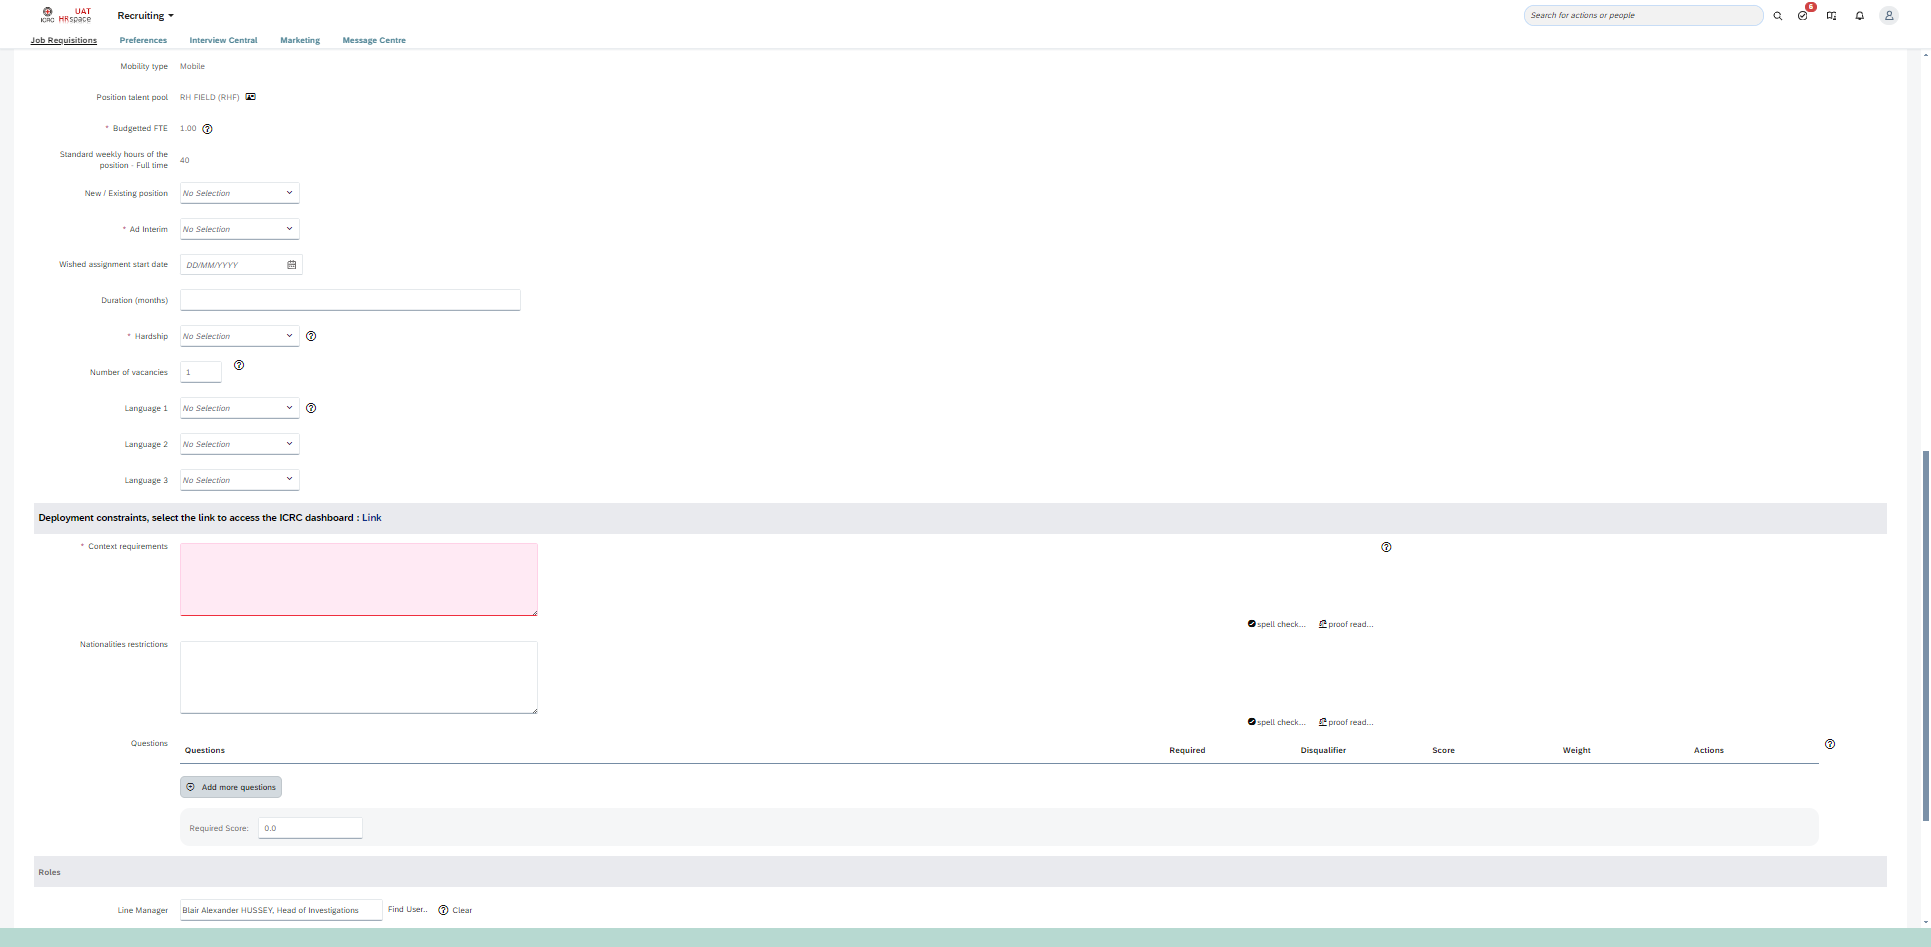 ICRC UAT HRspace Recruiting Search for actions or people 6
Job Requisitions Preferences Interview Central Marketing Message Centre
Mobility type Mobile
Position talent pool RH FIELD (RHF)
* Budgetted FTE 1.00
Standard weekly hours of the position - Full time 40
New / Existing position No Selection
* Ad Interim No Selection
Wished assignment start date DD/MM/YYYY
Duration (months)
* Hardship No Selection
Number of vacancies 1
Language 1 No Selection
Language 2 No Selection
Language 3 No Selection
Deployment constraints, select the link to access the ICRC dashboard : Link
* Context requirements
spell check... proof read...
Nationalities restrictions
spell check... proof read...
Questions Questions Required Disqualifier Score Weight Actions
Add more questions
Required Score: 0.0
Roles
Line Manager Blair Alexander HUSSEY, Head of Investigations Find User.. Clear